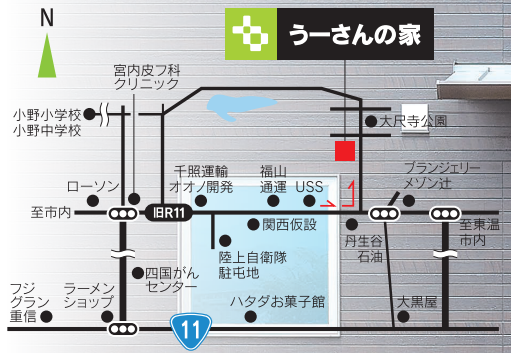 N
うーさんの家
宮内皮フ科
クリニック
小野小学校
小野中学校
大尺寺公園
千照運輸
オオノ開発
福山
通運
USS
ブランジェリー
メゾン辻
ローソン
至市内
旧R11
関西仮設
丹生谷
石油
至東温
市内
陸上自衛隊
駐屯地
四国がん
センター
フジ
グラン
重信
ラーメン
ショップ
ハタダお菓子館
大黒屋
11